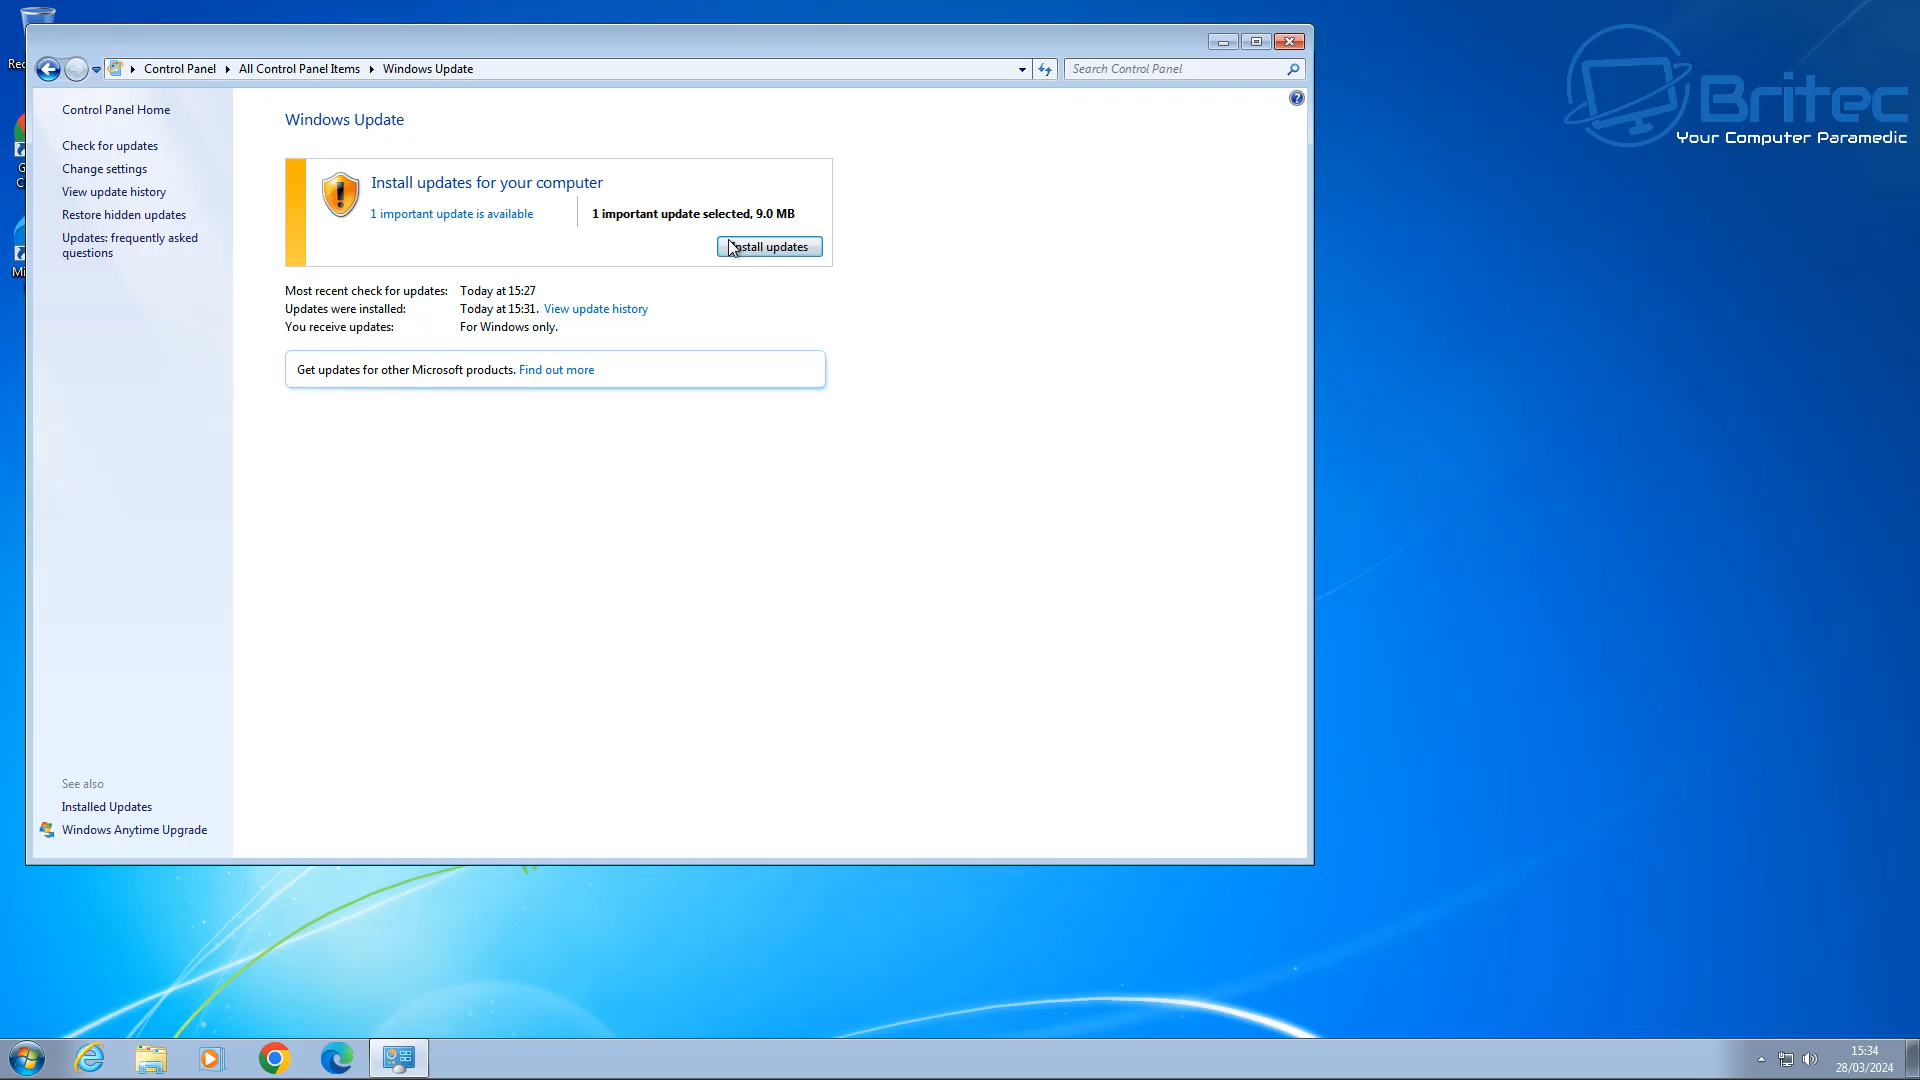 Britec
Your Computer Paramedic
Control Panel
All Control Panel Items
Windows Update
Search Control Panel
Control Panel Home
Check for updates
Change settings
View update history
Restore hidden updates
Updates: frequently asked
questions
Windows Update
Install updates for your computer
1 important update is available
1 important update selected, 9.0 MB
Install updates
Most recent check for updates: Today at 15:27
Updates were installed: Today at 15:31. View update history
You receive updates: For Windows only.
Get updates for other Microsoft products. Find out more
See also
Installed Updates
Windows Anytime Upgrade
15:34
28/03/2024